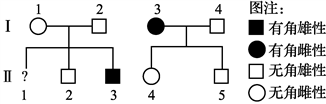 1 2 3 4 图注:
Ⅰ
有角雄性
有角雌性
Ⅱ ? 无角雄性
1 2 3 4 5 无角雌性